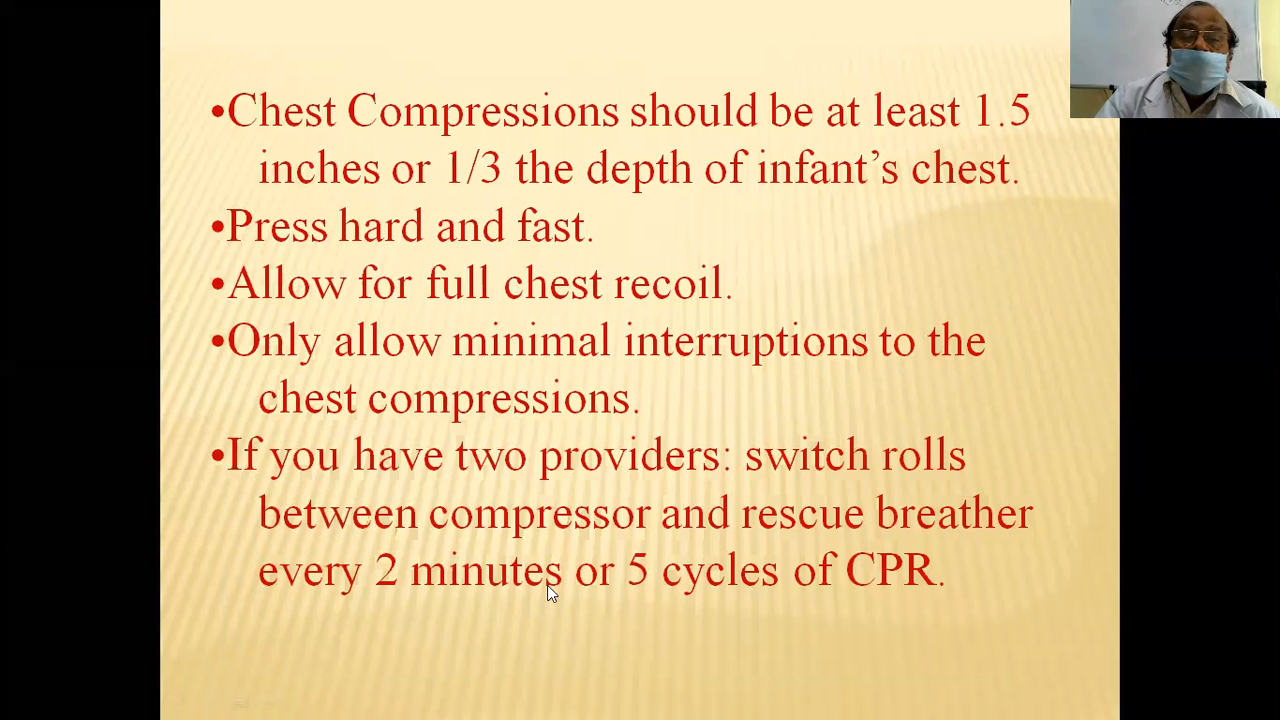 •Chest Compressions should be at least 1.5
inches or 1/3 the depth of infant’s chest.
•Press hard and fast.
•Allow for full chest recoil.
•Only allow minimal interruptions to the
chest compressions.
•If you have two providers: switch rolls
between compressor and rescue breather
every 2 minutes or 5 cycles of CPR.